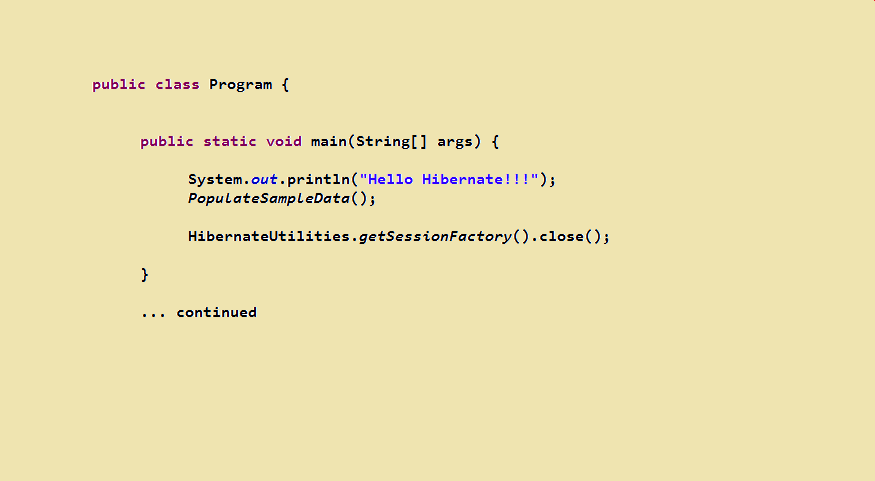 public class Program {
public static void main(String[] args) {
System.out.println("Hello Hibernate!!!");
PopulateSampleData();
HibernateUtilities.getSessionFactory().close();
}
... continued